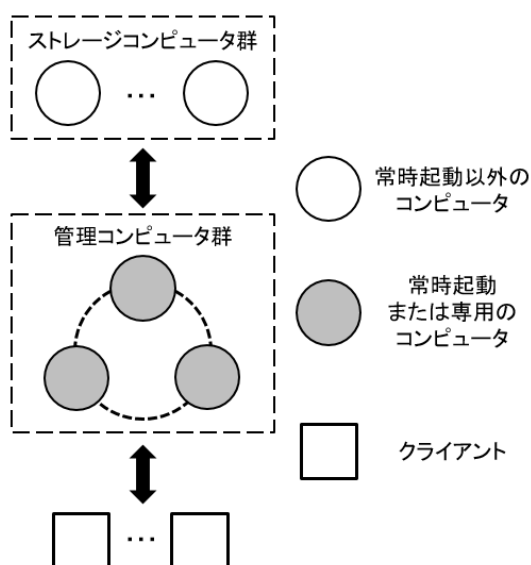 ストレージコンピュータ群
…
常時起動以外の
コンピュータ
管理コンピュータ群
常時起動
または専用の
コンピュータ
クライアント
…